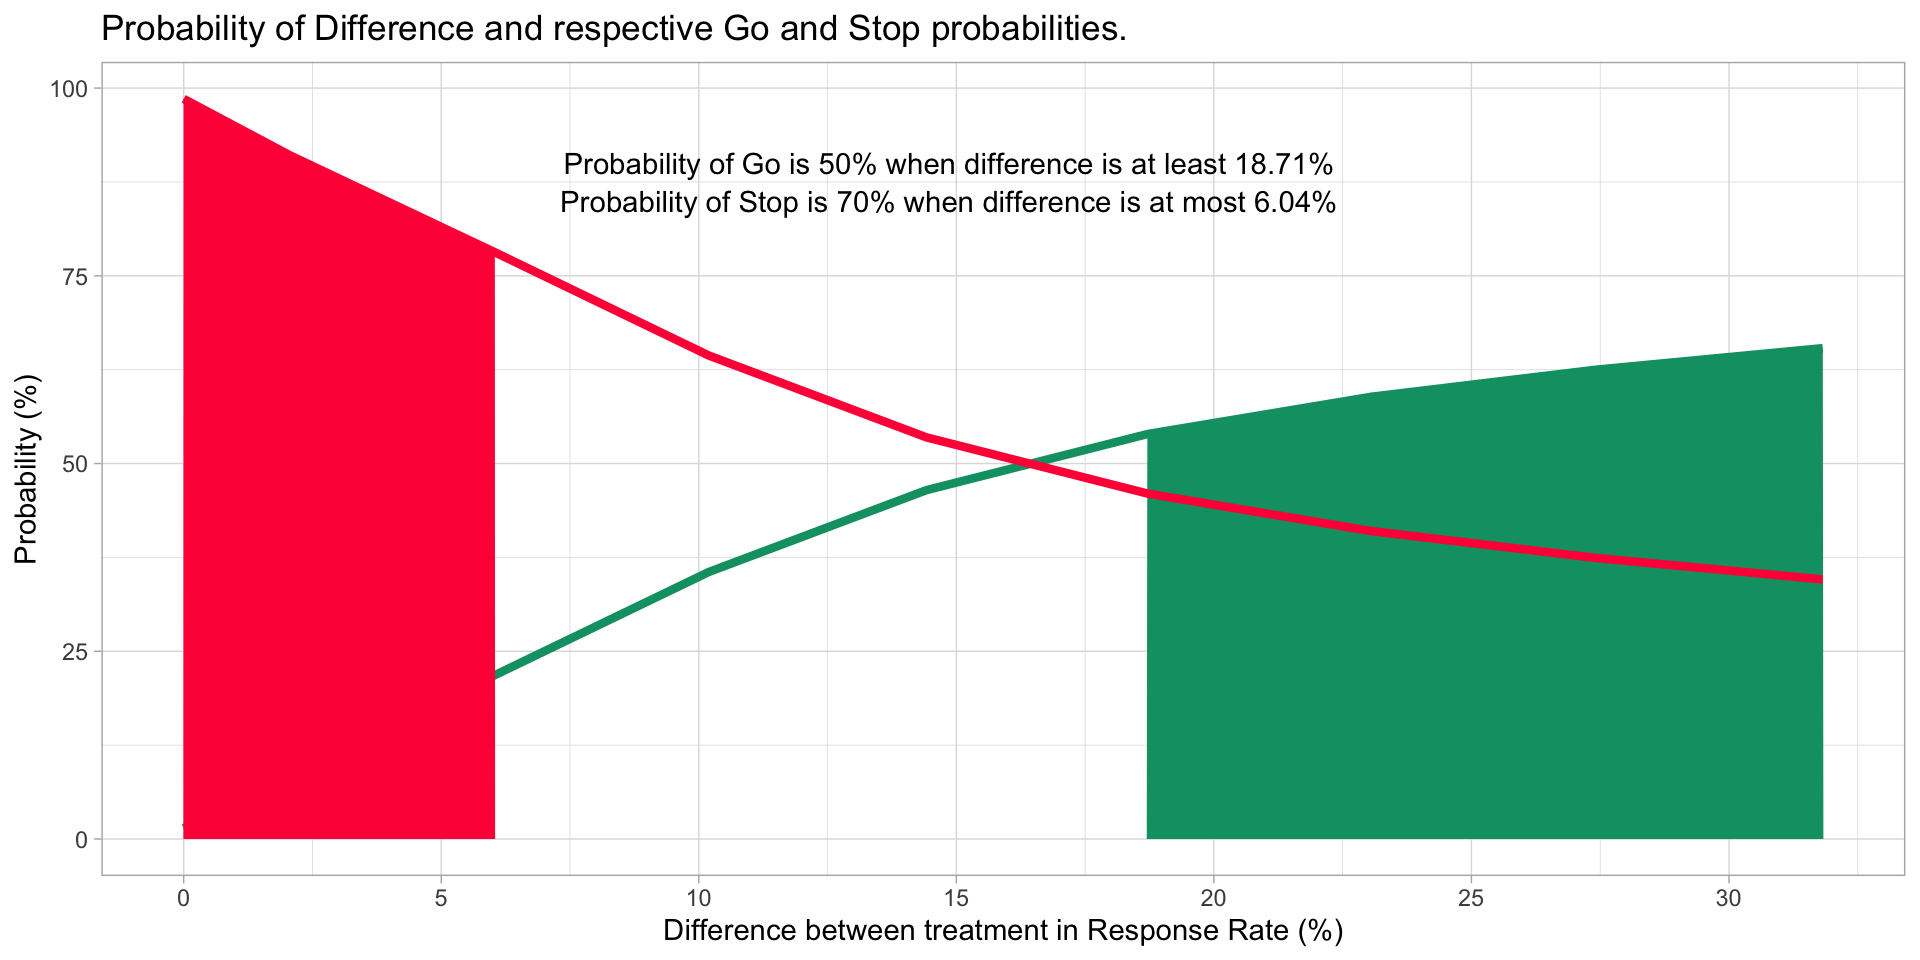 Probability of Difference and respective Go and Stop probabilities.
100
Probability of Go is 50% when difference is at least 18.71%
Probability of Stop is 70% when difference is at most 6.04%
75
Probability (%)
50
25
0
0 5 10 15 20 25 30
Difference between treatment in Response Rate (%)